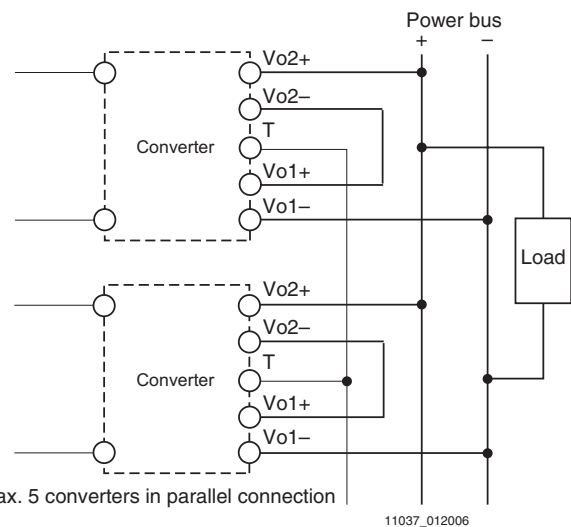 Power bus
+ –
Vo2+
Vo2–
T
Converter
Vo1+
Vo1–
Load
Vo2+
Vo2–
T
Converter
Vo1+
Vo1–
ax. 5 converters in parallel connection
11037_012006